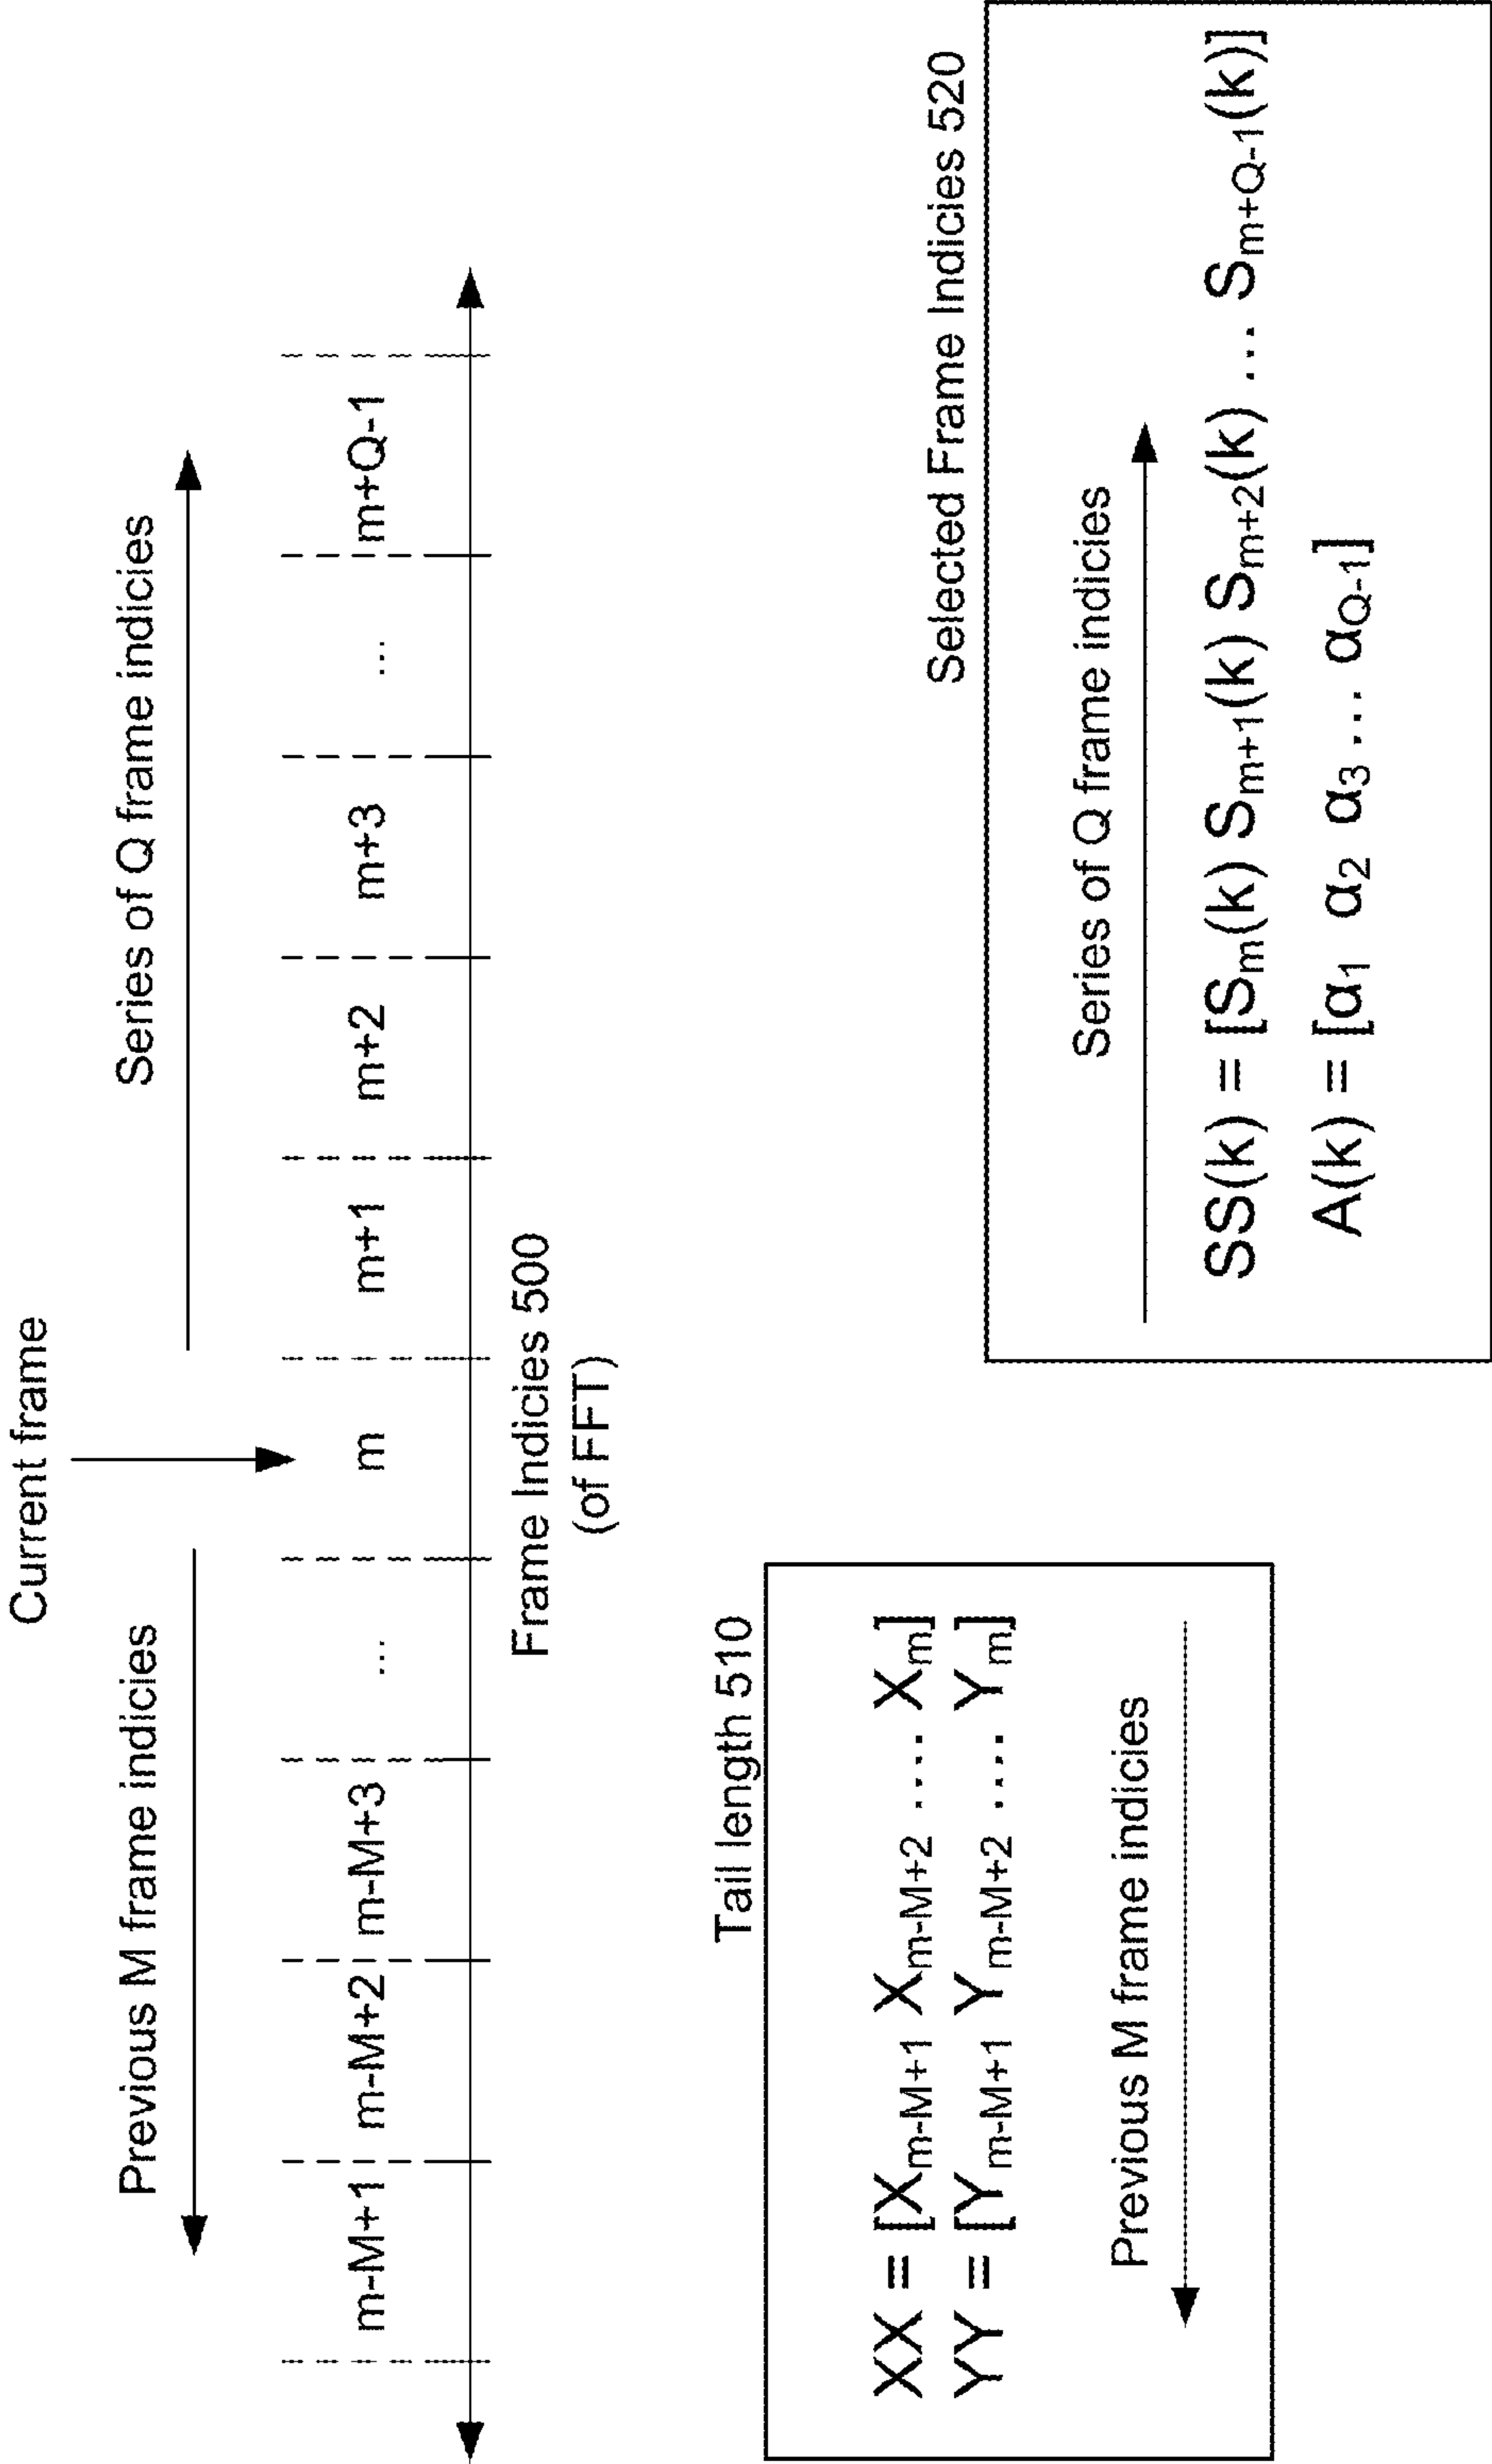 Current frame
Previous M frame indicies
Series of Q frame indicies
m-M+1 m-M+2 m-M+3 ... m m+1 m+2 m+3 ... m+Q-1
Frame Indicies 500
(of FFT)
Tail length 510
XX = [Xₘ₋M₊₁ Xₘ₋M₊₂ .... Xₘ]
YY = [Yₘ₋M₊₁ Yₘ₋M₊₂ .... Yₘ]
Previous M frame indicies
Selected Frame Indicies 520
Series of Q frame indicies
SS(k) = [Sₘ(k) Sₘ₊₁(k) Sₘ₊₂(k) ... Sₘ₊Q₋₁(k)]
A(k) = [α₁ α₂ α₃... αQ₋₁]